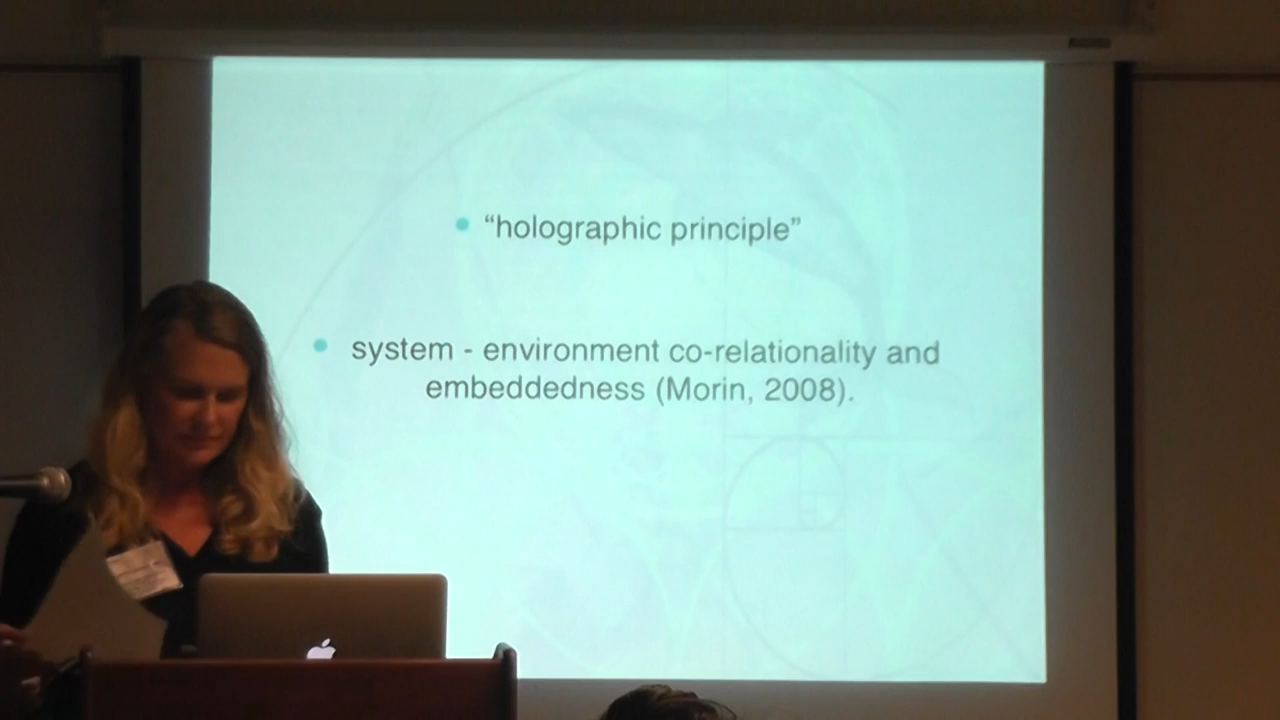 “holographic principle”
system - environment co-relationality and
embeddedness (Morin, 2008).